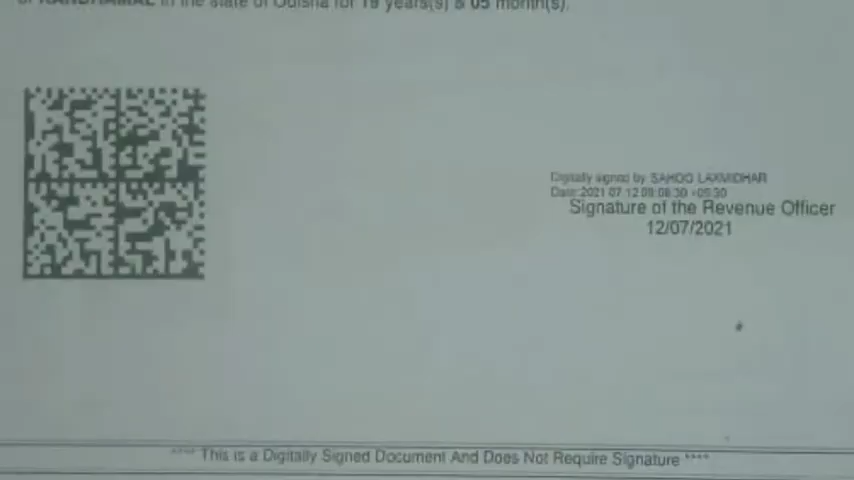 of KANDHAMAL in the state of Odisha for 19 years(s) & 05 month(s).
Digitally signed by SAHOO LAXMIDHAR
Date:2021.07.12 09:08:30 +05:30
Signature of the Revenue Officer
12/07/2021
**** This is a Digitally Signed Document And Does Not Require Signature ****